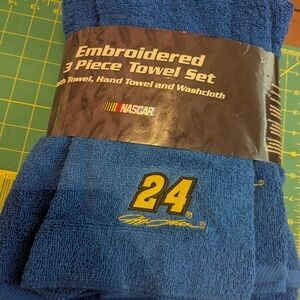 Embroidered
3 Piece Towel Set
Towel, Hand Towel and Washcloth
NASCAR
24